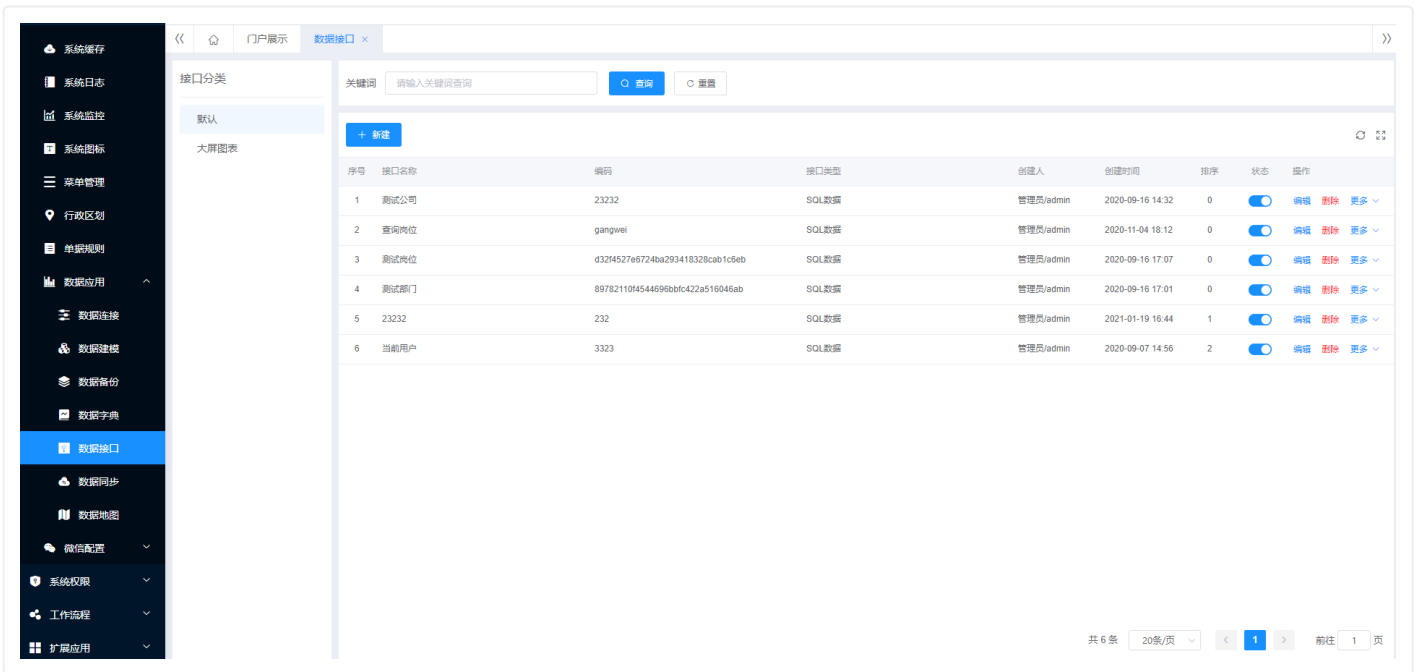 系统缓存
系统日志
系统监控
系统图标
菜单管理
行政区划
单据规则
数据应用
数据连接
数据建模
数据备份
数据字典
数据接口
数据同步
数据地图
微信配置
系统权限
工作流程
扩展应用
门户展示 数据接口 ×
接口分类
默认
大屏图表
关键词 请输入关键词查询 查询 重置
+ 新建
序号 接口名称 编码 接口类型 创建人 创建时间 排序 状态 操作
1 测试公司 23232 SQL数据 管理员/admin 2020-09-16 14:32 0 编辑 删除 更多
2 查询岗位 gangwei SQL数据 管理员/admin 2020-11-04 18:12 0 编辑 删除 更多
3 测试岗位 d32f4527e6724ba293418328cab1c6eb SQL数据 管理员/admin 2020-09-16 17:07 0 编辑 删除 更多
4 测试部门 89782110f4544696bbfc422a516046ab SQL数据 管理员/admin 2020-09-16 17:01 0 编辑 删除 更多
5 23232 232 SQL数据 管理员/admin 2021-01-19 16:44 1 编辑 删除 更多
6 当前用户 3323 SQL数据 管理员/admin 2020-09-07 14:56 2 编辑 删除 更多
共 6 条 20条/页 1 前往 1 页